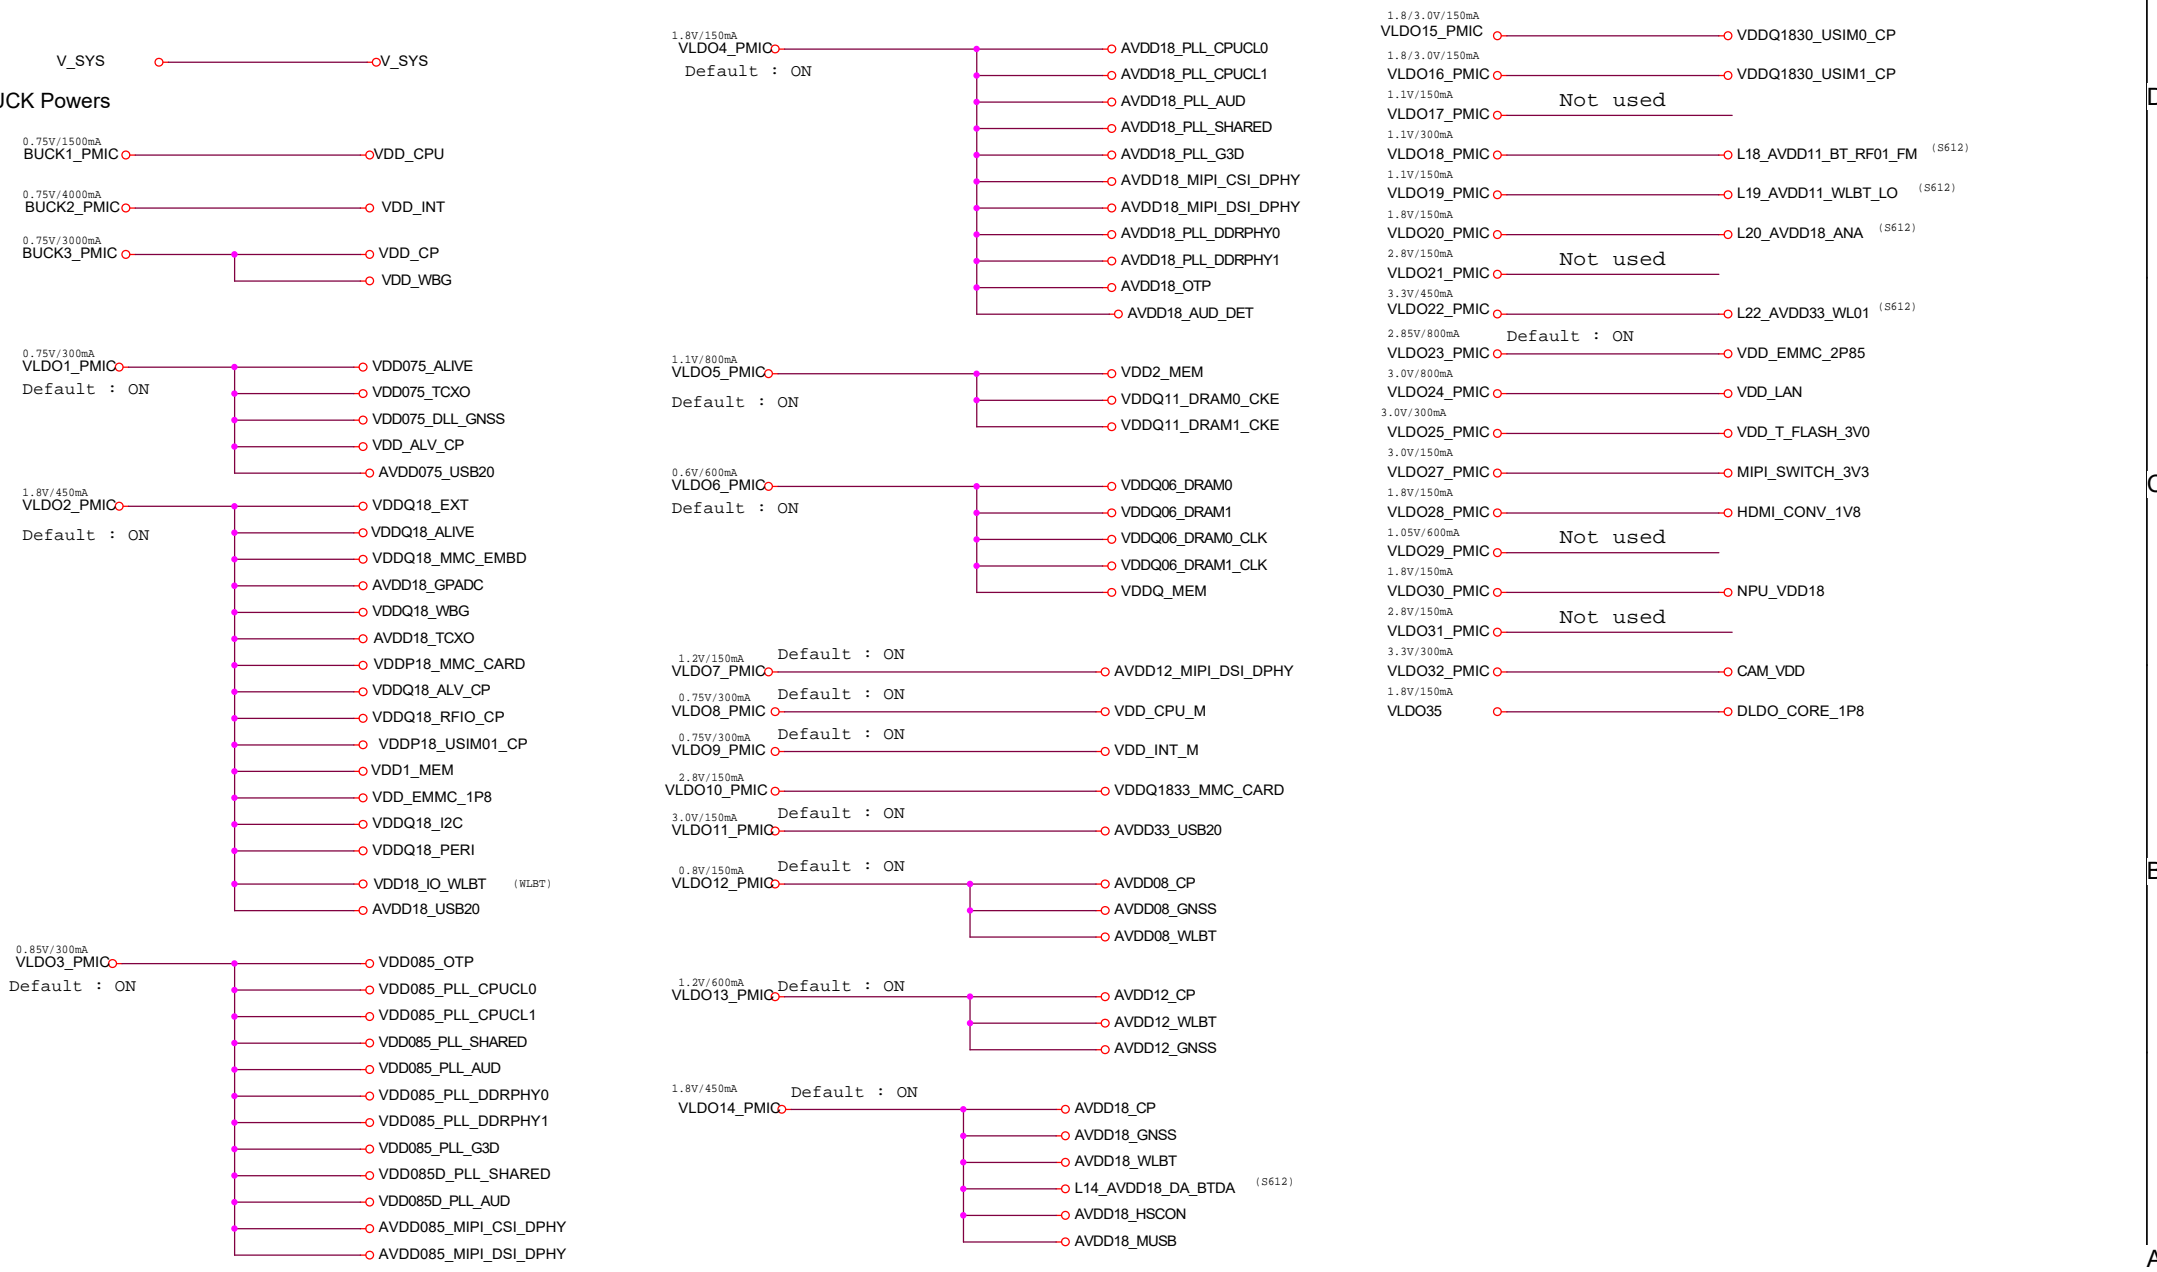 V_SYS V_SYS
UCK Powers
0.75V/1500mA
BUCK1_PMIC VDD_CPU
0.75V/4000mA
BUCK2_PMIC VDD_INT
0.75V/3000mA
BUCK3_PMIC VDD_CP
VDD_WBG
0.75V/300mA
VLDO1_PMIC VDD075_ALIVE
Default : ON
VDD075_TCXO
VDD075_DLL_GNSS
VDD_ALV_CP
AVDD075_USB20
1.8V/450mA
VLDO2_PMIC VDDQ18_EXT
Default : ON
VDDQ18_ALIVE
VDDQ18_MMC_EMBD
AVDD18_GPADC
VDDQ18_WBG
AVDD18_TCXO
VDDP18_MMC_CARD
VDDQ18_ALV_CP
VDDQ18_RFIO_CP
VDDP18_USIM01_CP
VDD1_MEM
VDD_EMMC_1P8
VDDQ18_I2C
VDDQ18_PERI
VDD18_IO_WLBT (WLBT)
AVDD18_USB20
0.85V/300mA
VLDO3_PMIC VDD085_OTP
Default : ON
VDD085_PLL_CPUCL0
VDD085_PLL_CPUCL1
VDD085_PLL_SHARED
VDD085_PLL_AUD
VDD085_PLL_DDRPHY0
VDD085_PLL_DDRPHY1
VDD085_PLL_G3D
VDD085D_PLL_SHARED
VDD085D_PLL_AUD
AVDD085_MIPI_CSI_DPHY
AVDD085_MIPI_DSI_DPHY
1.8V/150mA
VLDO4_PMIC AVDD18_PLL_CPUCL0
Default : ON
AVDD18_PLL_CPUCL1
AVDD18_PLL_AUD
AVDD18_PLL_SHARED
AVDD18_PLL_G3D
AVDD18_MIPI_CSI_DPHY
AVDD18_MIPI_DSI_DPHY
AVDD18_PLL_DDRPHY0
AVDD18_PLL_DDRPHY1
AVDD18_OTP
AVDD18_AUD_DET
1.1V/800mA
VLDO5_PMIC VDD2_MEM
Default : ON
VDDQ11_DRAM0_CKE
VDDQ11_DRAM1_CKE
0.6V/600mA
VLDO6_PMIC VDDQ06_DRAM0
Default : ON
VDDQ06_DRAM1
VDDQ06_DRAM0_CLK
VDDQ06_DRAM1_CLK
VDDQ_MEM
1.2V/150mA Default : ON
VLDO7_PMIC AVDD12_MIPI_DSI_DPHY
0.75V/300mA Default : ON
VLDO8_PMIC VDD_CPU_M
0.75V/300mA Default : ON
VLDO9_PMIC VDD_INT_M
2.8V/150mA
VLDO10_PMIC VDDQ1833_MMC_CARD
3.0V/150mA Default : ON
VLDO11_PMIC AVDD33_USB20
0.8V/150mA Default : ON
VLDO12_PMIC AVDD08_CP
AVDD08_GNSS
AVDD08_WLBT
1.2V/600mA Default : ON
VLDO13_PMIC AVDD12_CP
AVDD12_WLBT
AVDD12_GNSS
1.8V/450mA Default : ON
VLDO14_PMIC AVDD18_CP
AVDD18_GNSS
AVDD18_WLBT
L14_AVDD18_DA_BTDA (S612)
AVDD18_HSCON
AVDD18_MUSB
1.8/3.0V/150mA
VLDO15_PMIC VDDQ1830_USIM0_CP
1.8/3.0V/150mA
VLDO16_PMIC VDDQ1830_USIM1_CP
1.1V/150mA Not used
VLDO17_PMIC
1.1V/300mA
VLDO18_PMIC L18_AVDD11_BT_RF01_FM (S612)
1.1V/150mA
VLDO19_PMIC L19_AVDD11_WLBT_LO (S612)
1.8V/150mA
VLDO20_PMIC L20_AVDD18_ANA (S612)
2.8V/150mA Not used
VLDO21_PMIC
3.3V/450mA
VLDO22_PMIC L22_AVDD33_WL01 (S612)
2.85V/800mA Default : ON
VLDO23_PMIC VDD_EMMC_2P85
3.0V/800mA
VLDO24_PMIC VDD_LAN
3.0V/300mA
VLDO25_PMIC VDD_T_FLASH_3V0
3.0V/150mA
VLDO27_PMIC MIPI_SWITCH_3V3
1.8V/150mA
VLDO28_PMIC HDMI_CONV_1V8
1.05V/600mA Not used
VLDO29_PMIC
1.8V/150mA
VLDO30_PMIC NPU_VDD18
2.8V/150mA Not used
VLDO31_PMIC
3.3V/300mA
VLDO32_PMIC CAM_VDD
1.8V/150mA
VLDO35 DLDO_CORE_1P8